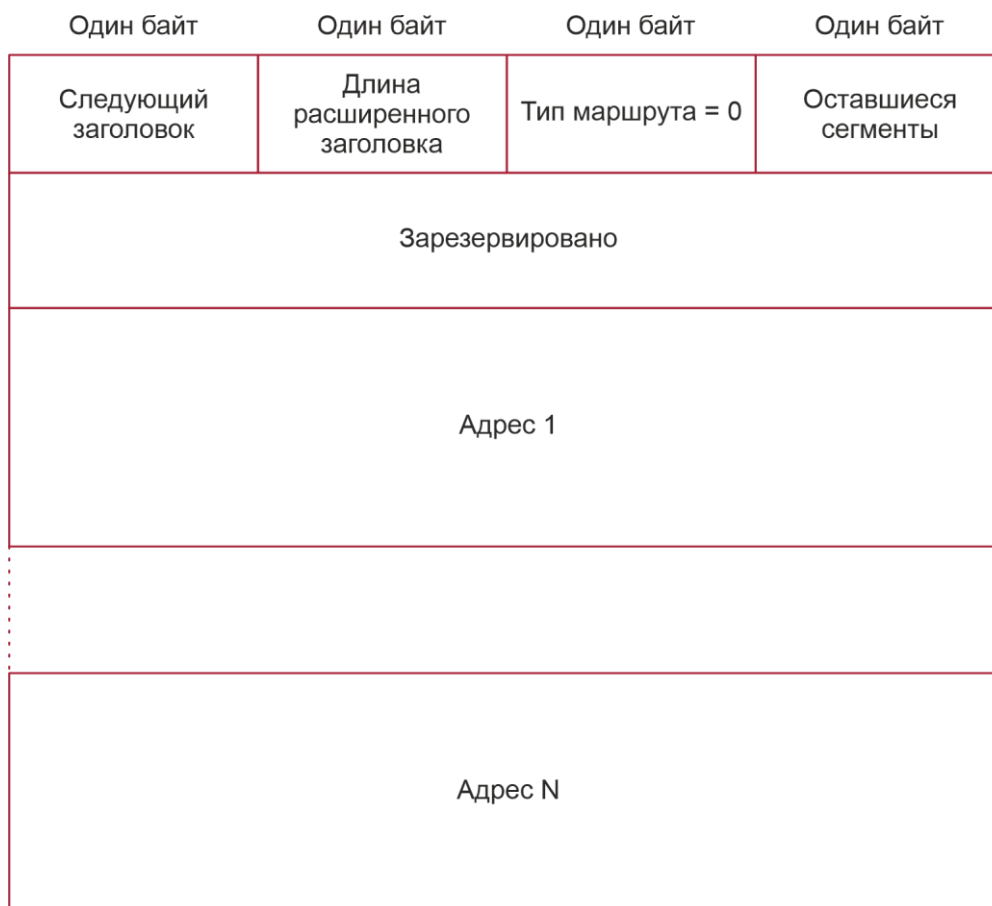 Один байт Один байт Один байт Один байт
Следующий
заголовок
Длина
расширенного
заголовка
Тип маршрута = 0
Оставшиеся
сегменты
Зарезервировано
Адрес 1
Адрес N